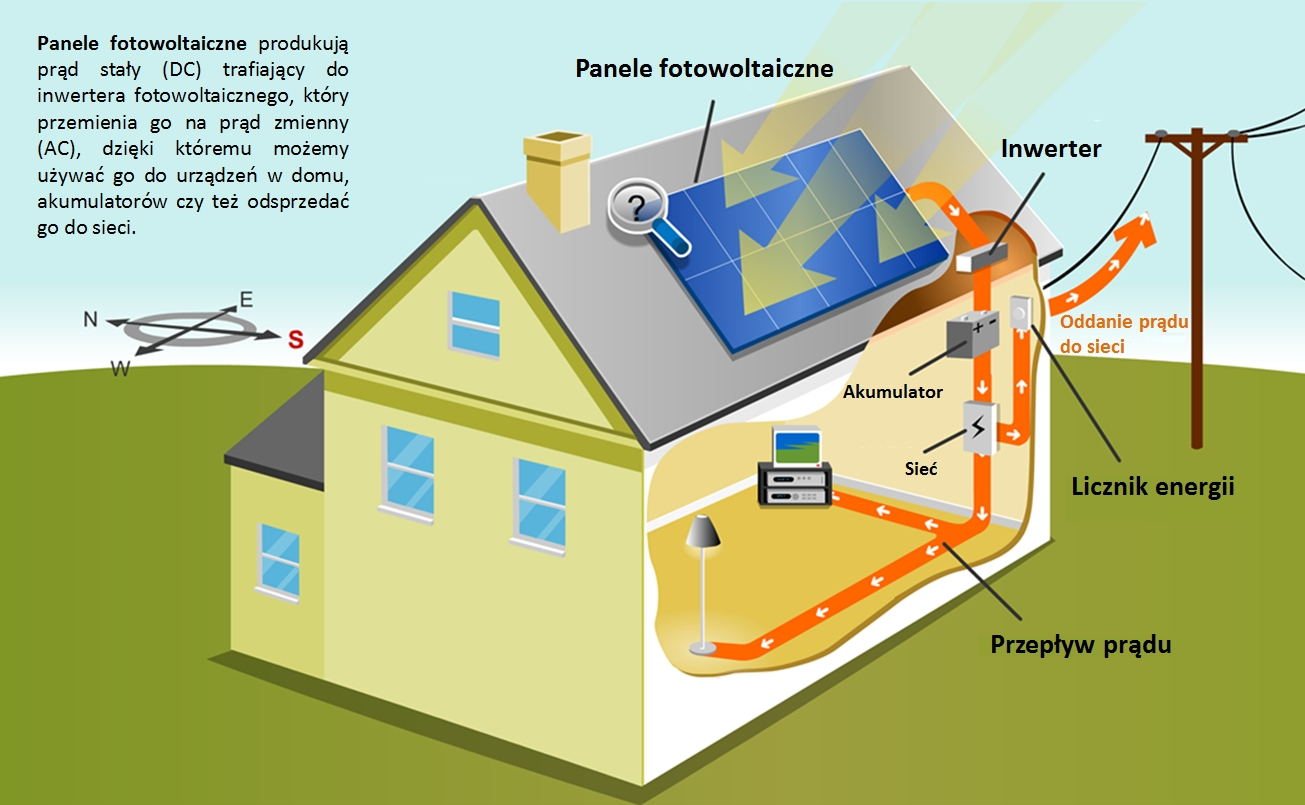 Panele fotowoltaiczne produkują
prąd stały (DC) trafiający do
inwertera fotowoltaicznego, który
przemienia go na prąd zmienny
(AC), dzięki któremu możemy
używać go do urządzeń w domu,
akumulatorów czy też odsprzedać
go do sieci.
Panele fotowoltaiczne
Inwerter
?
N
E
S
W
Oddanie prądu
do sieci
+ -
Akumulator
Sieć
Licznik energii
Przepływ prądu